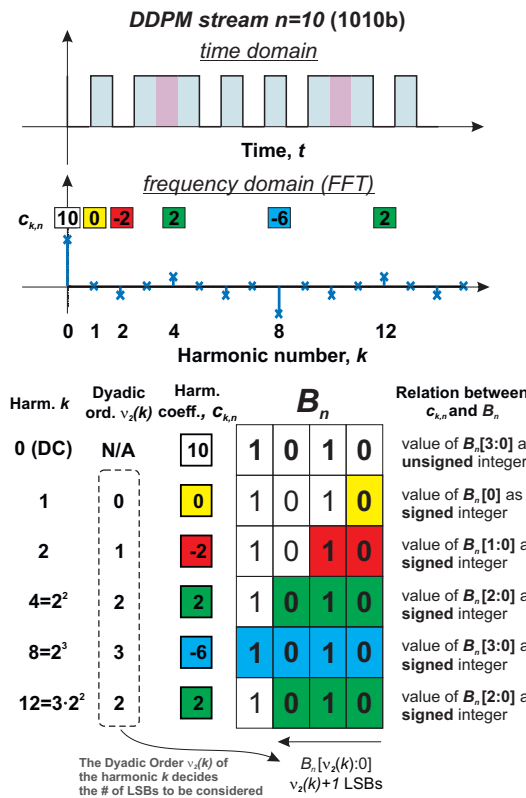 DDPM stream n=10 (1010b)
time domain
Time, t
frequency domain (FFT)
c_{k,n} 10 0 -2 2 -6 2
0 1 2 4 8 12
Harmonic number, k
Harm. k Dyadic ord. ν₂(k) Harm. coeff., c_{k,n} B_n Relation between c_{k,n} and B_n
0 (DC) N/A 10 1 0 1 0 value of B_n[3:0] a
unsigned integer
1 0 0 1 0 1 0 value of B_n[0] as
signed integer
2 1 -2 1 0 1 0 value of B_n[1:0] a
signed integer
4=2² 2 2 1 0 1 0 value of B_n[2:0] a
signed integer
8=2³ 3 -6 1 0 1 0 value of B_n[3:0] a
signed integer
12=3·2² 2 2 1 0 1 0 value of B_n[2:0] a
signed integer
The Dyadic Order ν₂(k) of
the harmonic k decides
the # of LSBs to be considered
B_n[ν₂(k):0]
ν₂(k)+1 LSBs